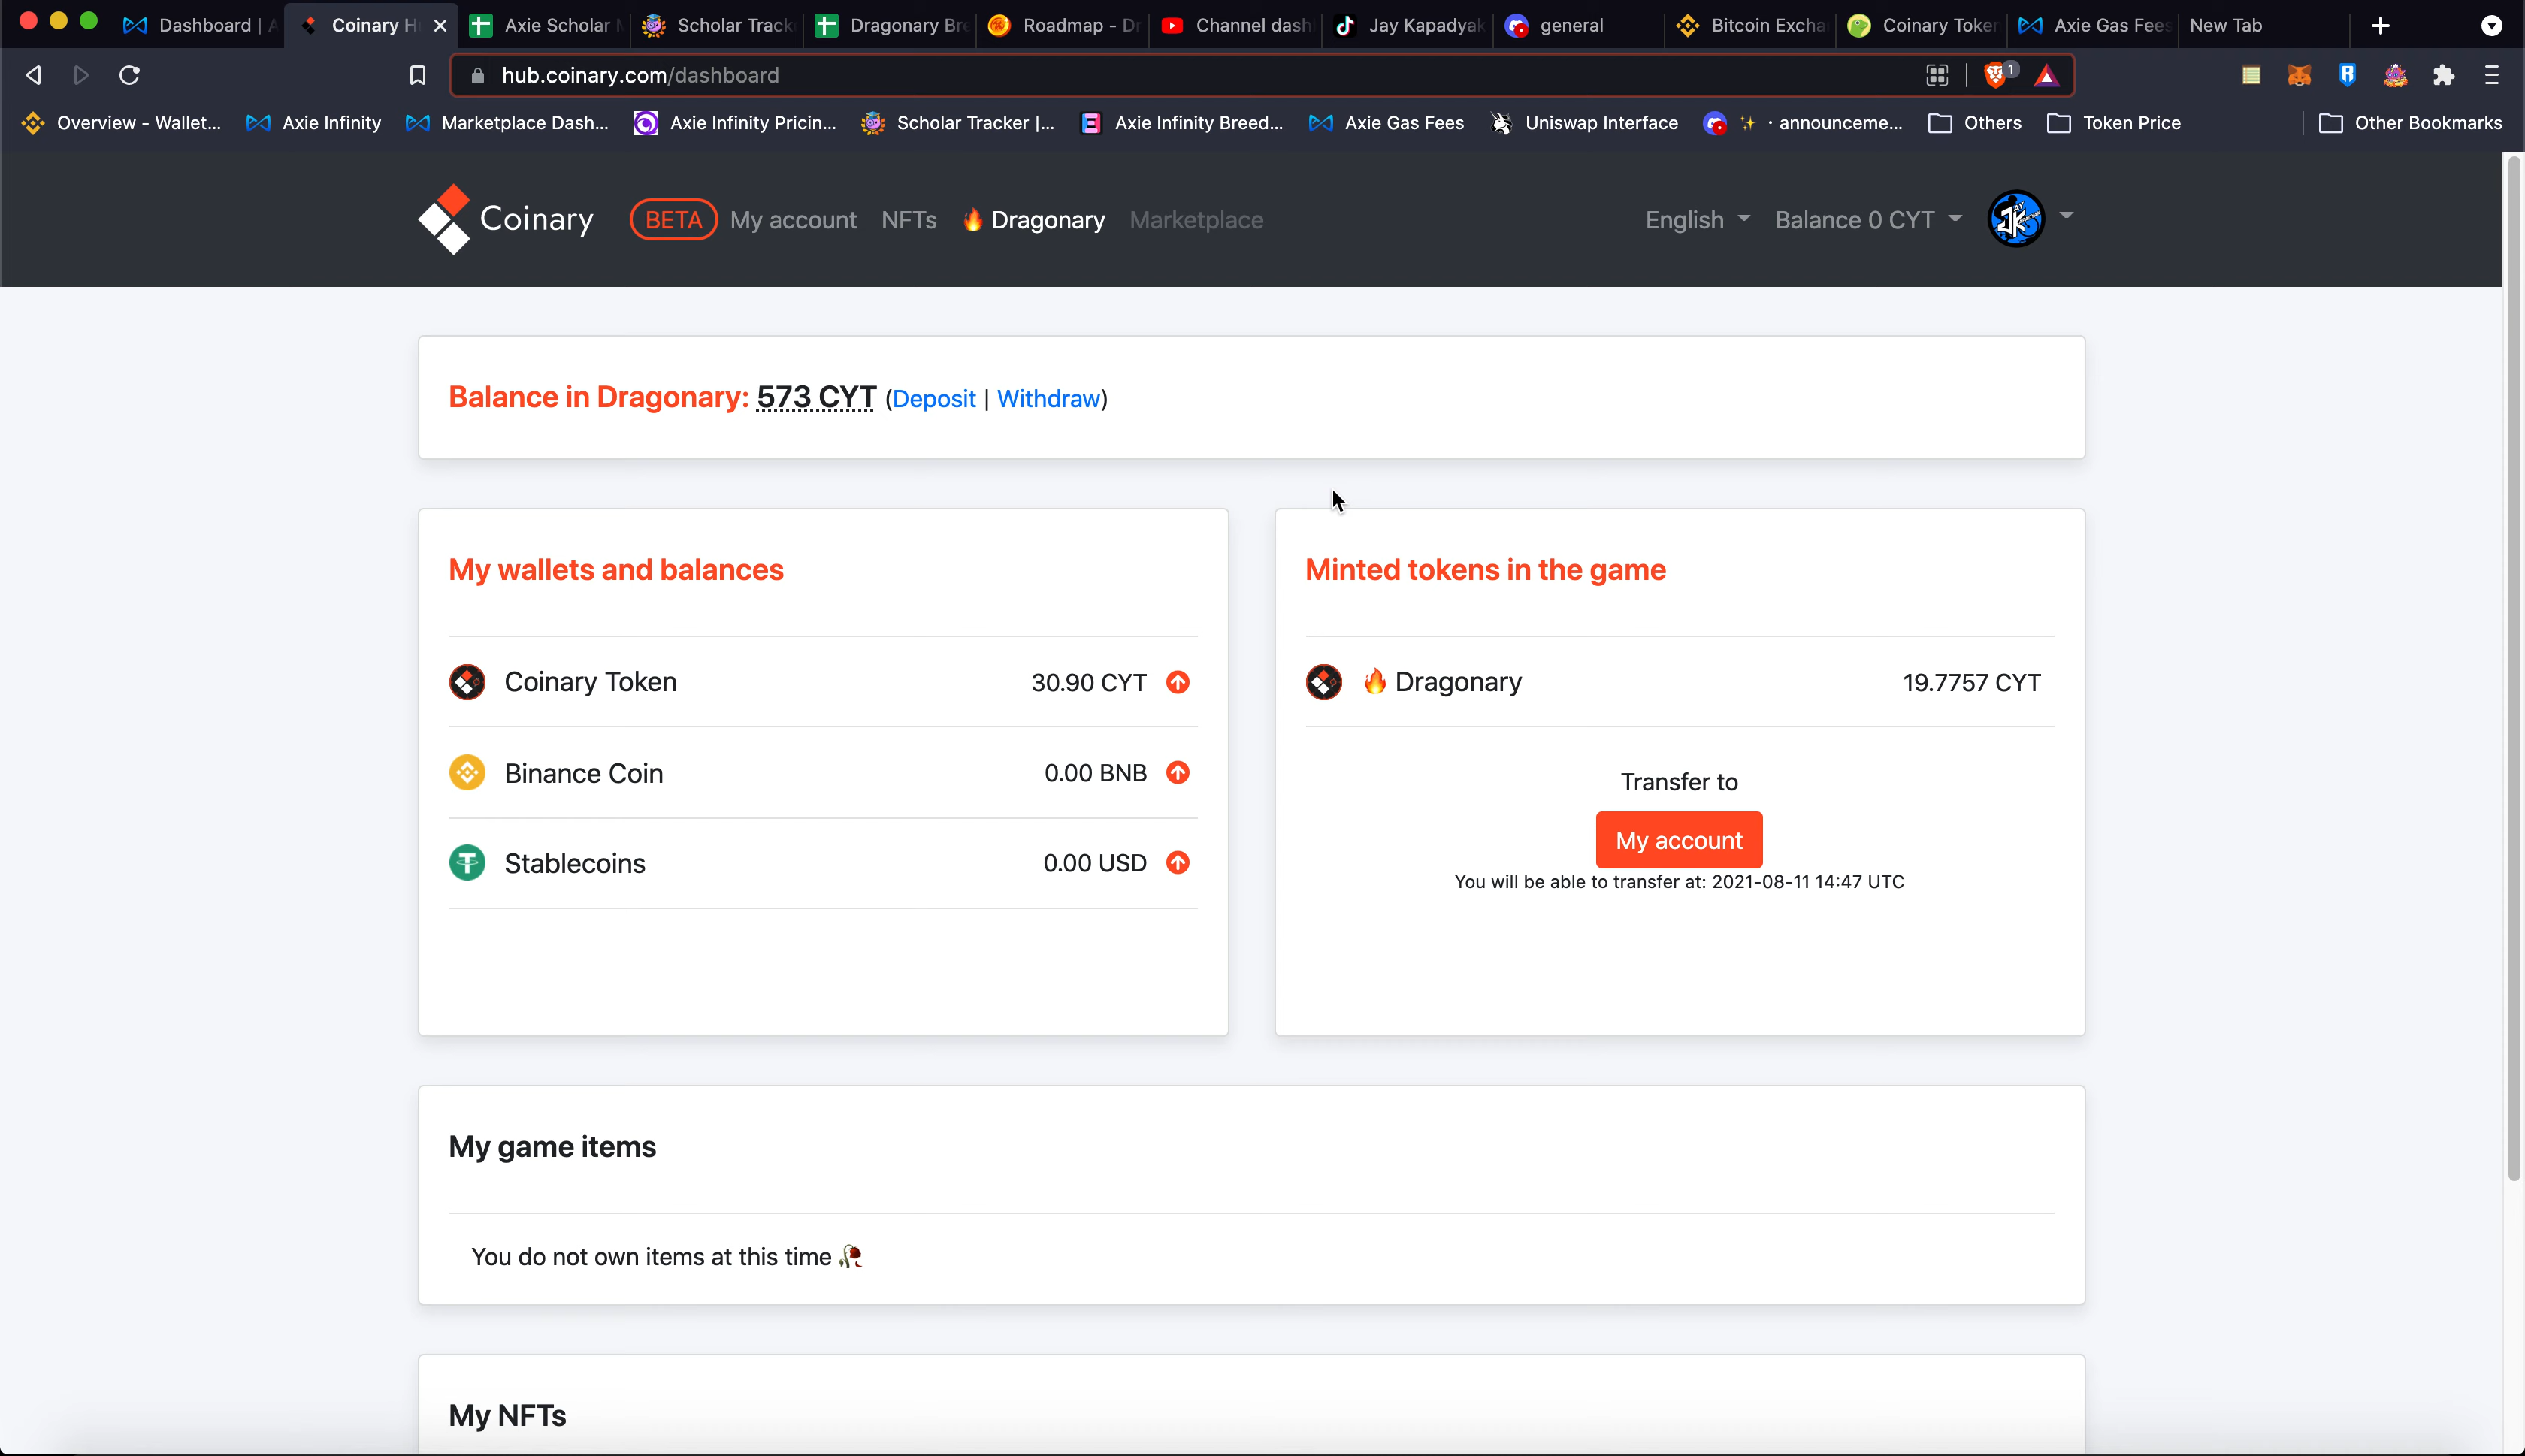 Dashboard | A
Coinary H
Axie Scholar M
Scholar Track
Dragonary Bre
Roadmap - Dr
Channel dash
Jay Kapadyak
general
Bitcoin Excha
Coinary Token
Axie Gas Fees
New Tab
hub.coinary.com/dashboard
1
Overview - Wallet...
Axie Infinity
Marketplace Dash...
Axie Infinity Pricin...
Scholar Tracker |...
Axie Infinity Breed...
Axie Gas Fees
Uniswap Interface
✨ · announceme...
Others
Token Price
Other Bookmarks
Coinary
BETA
My account
NFTs
🔥 Dragonary
Marketplace
English
Balance 0 CYT
Balance in Dragonary: 573 CYT (Deposit | Withdraw)
My wallets and balances
Coinary Token 30.90 CYT
Binance Coin 0.00 BNB
Stablecoins 0.00 USD
Minted tokens in the game
🔥 Dragonary 19.7757 CYT
Transfer to
My account
You will be able to transfer at: 2021-08-11 14:47 UTC
My game items
You do not own items at this time 🥀
My NFTs